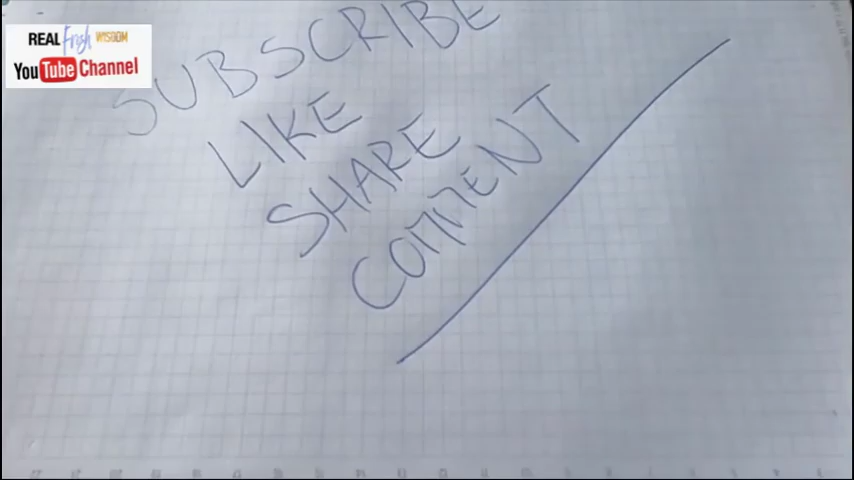 REAL Fresh WISDOM
YouTube Channel
SUBSCRIBE
LIKE
SHARE
COMMENT